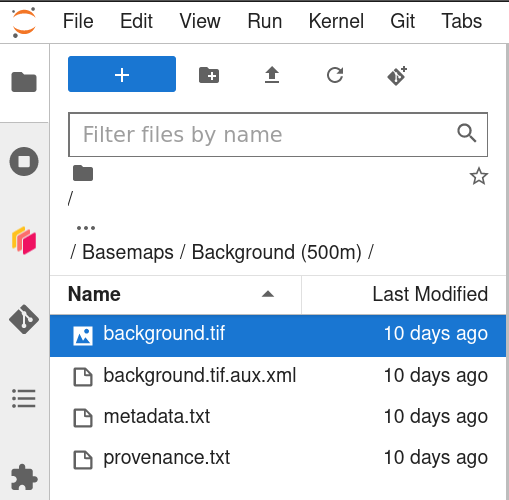 File Edit View Run Kernel Git Tabs
+
Filter files by name
/
...
/ Basemaps / Background (500m) /
Name Last Modified
background.tif 10 days ago
background.tif.aux.xml 10 days ago
metadata.txt 10 days ago
provenance.txt 10 days ago